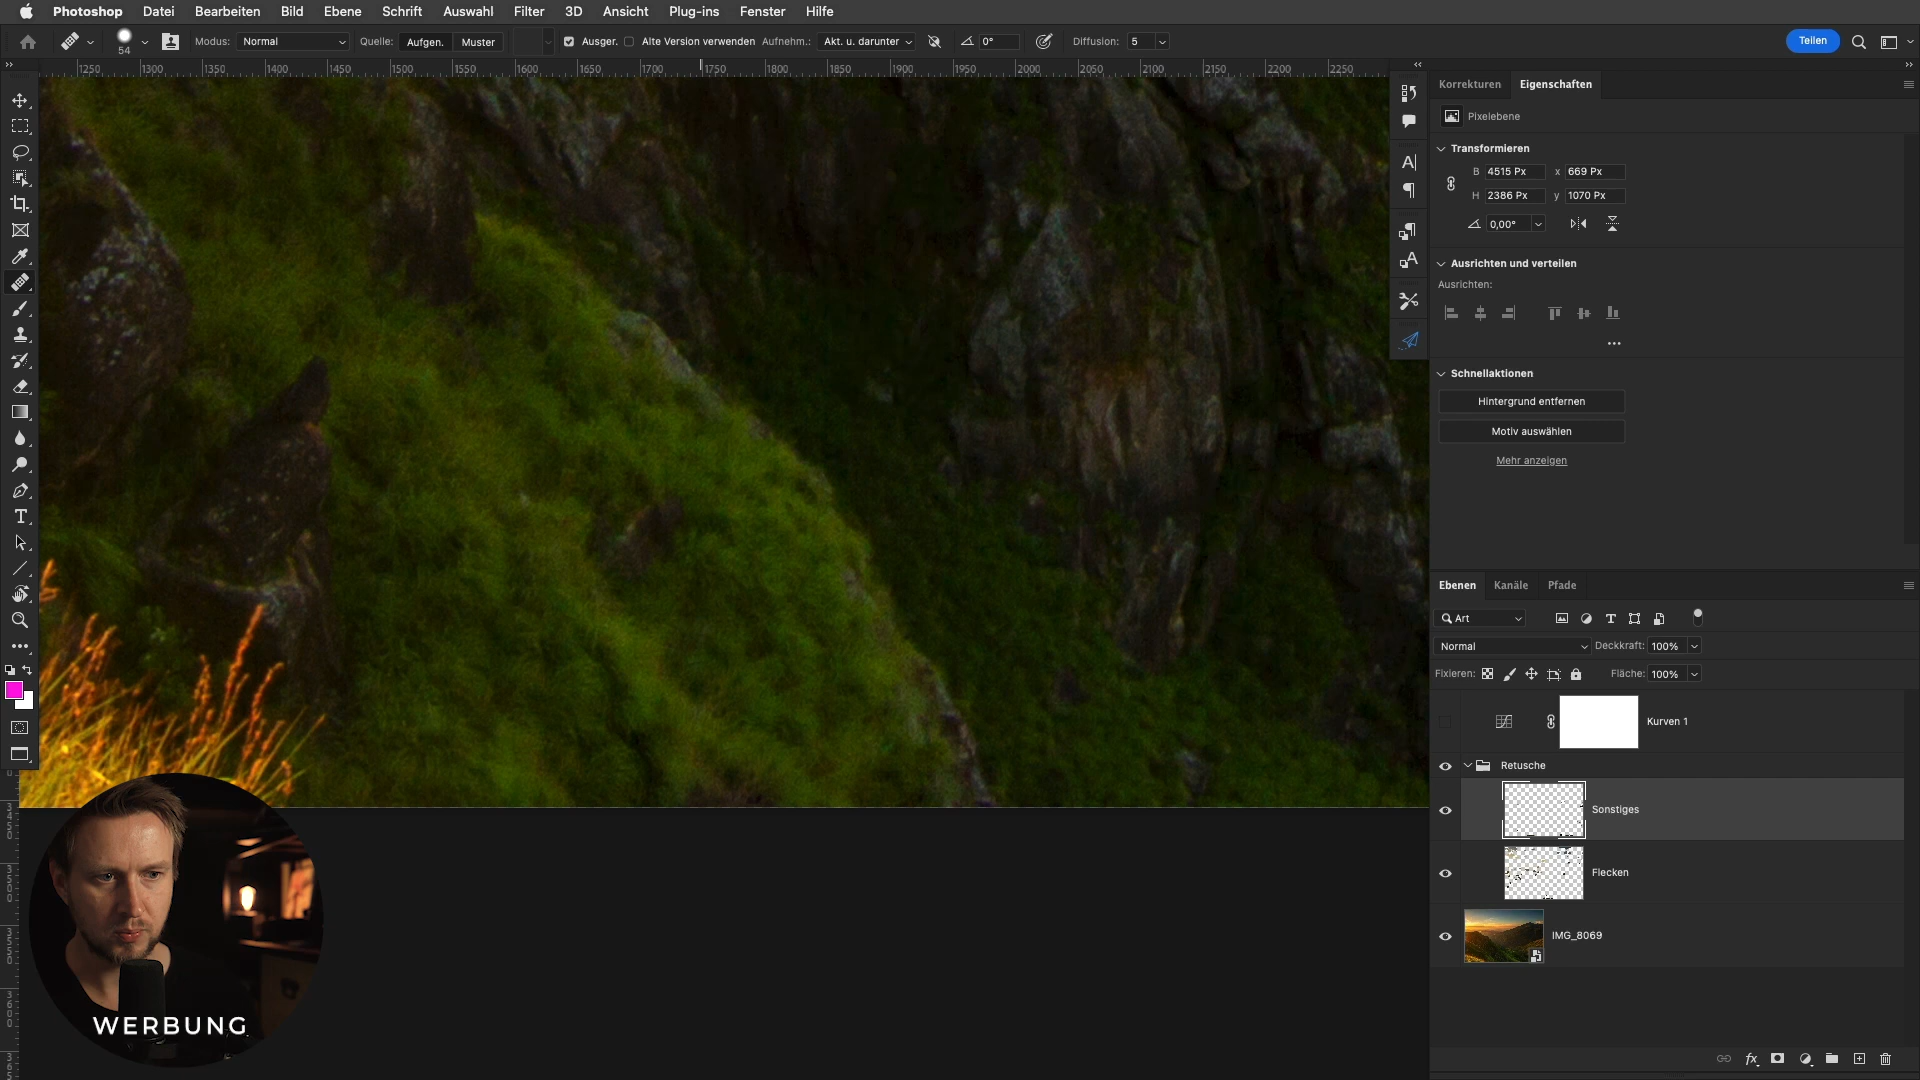 Photoshop Datei Bearbeiten Bild Ebene Schrift Auswahl Filter 3D Ansicht Plug-ins Fenster Hilfe
54 Modus: Normal Quelle: Aufgen. Muster Ausger. Alte Version verwenden Aufnehm.: Akt. u. darunter 0° Diffusion: 5 Teilen
1250 1300 1350 1400 1450 1500 1550 1600 1650 1700 1750 1800 1850 1900 1950 2000 2050 2100 2150 2200 2250
Korrekturen Eigenschaften
Pixelebene
Transformieren
B 4515 Px x 669 Px
H 2386 Px y 1070 Px
0,00°
Ausrichten und verteilen
Ausrichten:
Schnellaktionen
Hintergrund entfernen
Motiv auswählen
Mehr anzeigen
Ebenen Kanäle Pfade
Art
Normal Deckkraft: 100%
Fixieren: Fläche: 100%
Kurven 1
Retusche
Sonstiges
Flecken
IMG_8069
3450
3500
3550
3600
WERBUNG